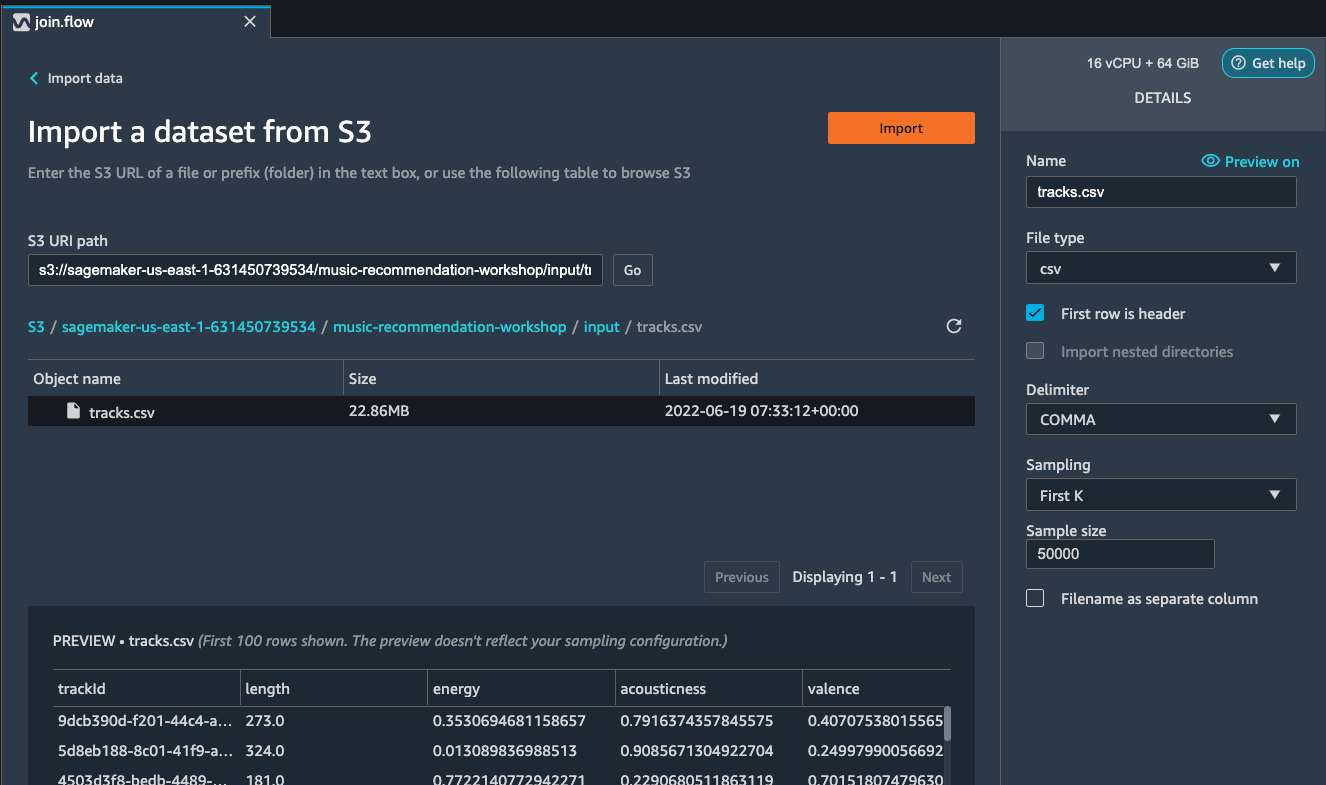 join.flow
16 vCPU + 64 GiB
Get help
DETAILS
Import data
Import a dataset from S3
Import
Enter the S3 URL of a file or prefix (folder) in the text box, or use the following table to browse S3
S3 URI path
s3://sagemaker-us-east-1-631450739534/music-recommendation-workshop/input/tr
Go
S3 / sagemaker-us-east-1-631450739534 / music-recommendation-workshop / input / tracks.csv
Object name Size Last modified
tracks.csv 22.86MB 2022-06-19 07:33:12+00:00
Previous Displaying 1 - 1 Next
PREVIEW • tracks.csv (First 100 rows shown. The preview doesn't reflect your sampling configuration.)
trackId length energy acousticness valence
9dcb390d-f201-44c4-a... 273.0 0.3530694681158657 0.7916374357845575 0.40707538015565
5d8eb188-8c01-41f9-a... 324.0 0.013089836988513 0.9085671304922704 0.24997990056692
4503d3f8-bedb-4489-... 181.0 0.7722140772942271 0.2290680511863119 0.70151807479630
Name
Preview on
tracks.csv
File type
csv
First row is header
Import nested directories
Delimiter
COMMA
Sampling
First K
Sample size
50000
Filename as separate column